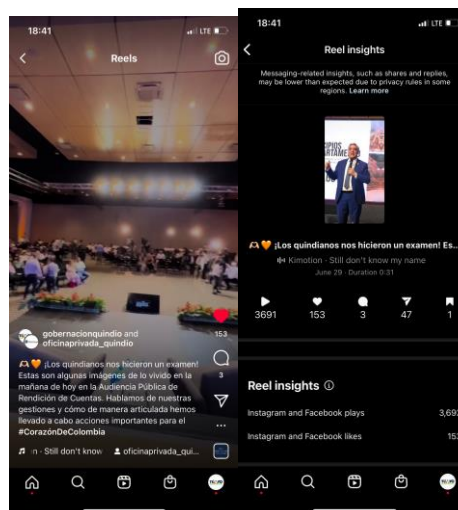 18:41
LTE
Reels
gobernacionquindio and
oficinaprivada_quindio
¡Los quindianos nos hicieron un examen!
Estas son algunas imágenes de lo vivido en la
mañana de hoy en la Audiencia Pública de
Rendición de Cuentas. Hablamos de nuestras
gestiones y cómo de manera articulada hemos
llevado a cabo acciones importantes para el
#CorazónDeColombia
153
3
n · Still don't know
oficinaprivada_qui...
18:41
LTE
Reel insights
Messaging-related insights, such as shares and replies,
may be lower than expected due to privacy rules in some
regions. Learn more
¡Los quindianos nos hicieron un examen! Es...
Kimotion · Still don't know my name
June 29 · Duration 0:31
3691 153 3 47 1
Reel insights
Instagram and Facebook plays 3,692
Instagram and Facebook likes 153